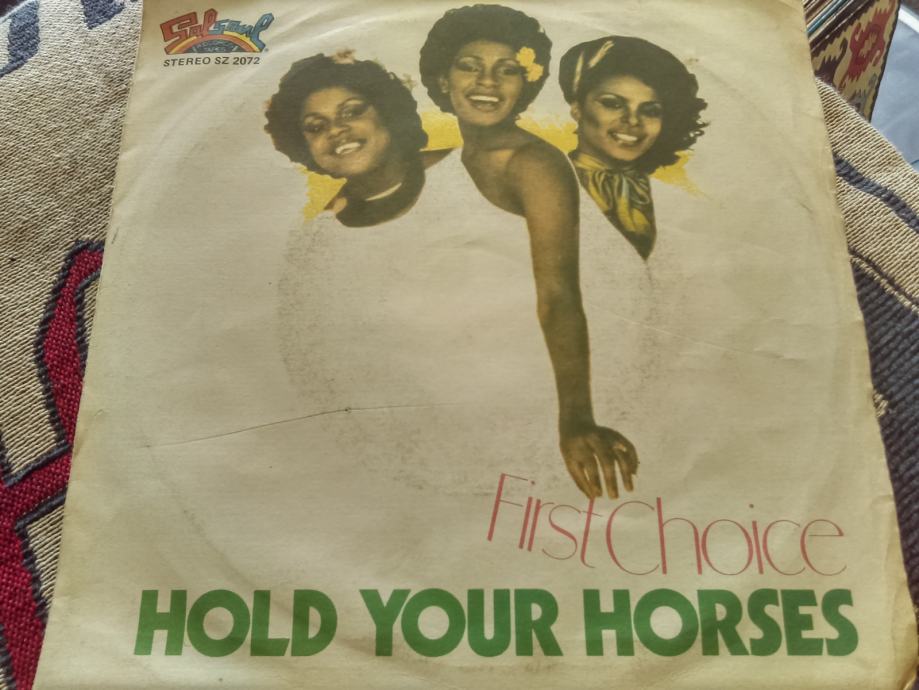 Salsoul
STEREO SZ 2072
First Choice
HOLD YOUR HORSES